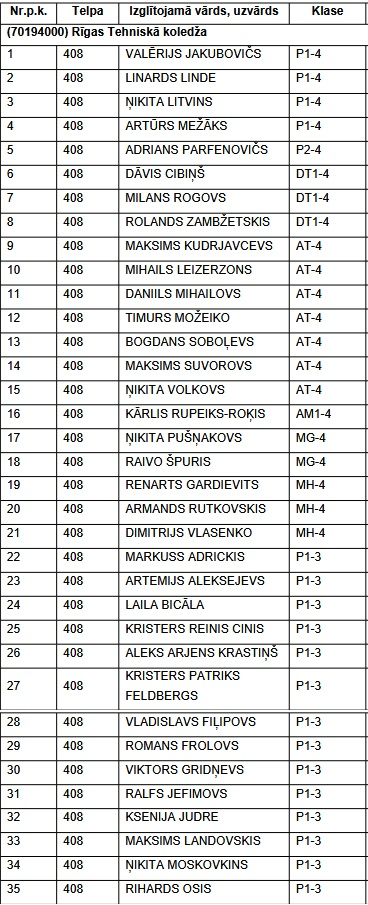 Nr.p.k. Telpa Izglītojamā vārds, uzvārds Klase
(70194000) Rīgas Tehniskā koledža
1 408 VALĒRIJS JAKUBOVIČS P1-4
2 408 LINARDS LINDE P1-4
3 408 ŅIKITA LITVINS P1-4
4 408 ARTŪRS MEŽĀKS P1-4
5 408 ADRIANS PARFENOVIČS P2-4
6 408 DĀVIS CIBIŅŠ DT1-4
7 408 MILANS ROGOVS DT1-4
8 408 ROLANDS ZAMBŽETSKIS DT1-4
9 408 MAKSIMS KUDRJAVCEVS AT-4
10 408 MIHAILS LEIZERZONS AT-4
11 408 DANIILS MIHAILOVS AT-4
12 408 TIMURS MOŽEIKO AT-4
13 408 BOGDANS SOBOĻEVS AT-4
14 408 MAKSIMS SUVOROVS AT-4
15 408 ŅIKITA VOLKOVS AT-4
16 408 KĀRLIS RUPEIKS-ROĶIS AM1-4
17 408 ŅIKITA PUŠŅAKOVS MG-4
18 408 RAIVO ŠPURIS MG-4
19 408 RENARTS GARDIEVITS MH-4
20 408 ARMANDS RUTKOVSKIS MH-4
21 408 DIMITRIJS VLASENKO MH-4
22 408 MARKUSS ADRICKIS P1-3
23 408 ARTEMIJS ALEKSEJEVS P1-3
24 408 LAILA BICĀLA P1-3
25 408 KRISTERS REINIS CINIS P1-3
26 408 ALEKS ARJENS KRASTIŅŠ P1-3
27 408 KRISTERS PATRIKS
FELDBERGS P1-3
28 408 VLADISLAVS FIĻIPOVS P1-3
29 408 ROMANS FROLOVS P1-3
30 408 VIKTORS GRIDŅEVS P1-3
31 408 RALFS JEFIMOVS P1-3
32 408 KSENIJA JUDRE P1-3
33 408 MAKSIMS LANDOVSKIS P1-3
34 408 ŅIKITA MOSKOVKINS P1-3
35 408 RIHARDS OSIS P1-3